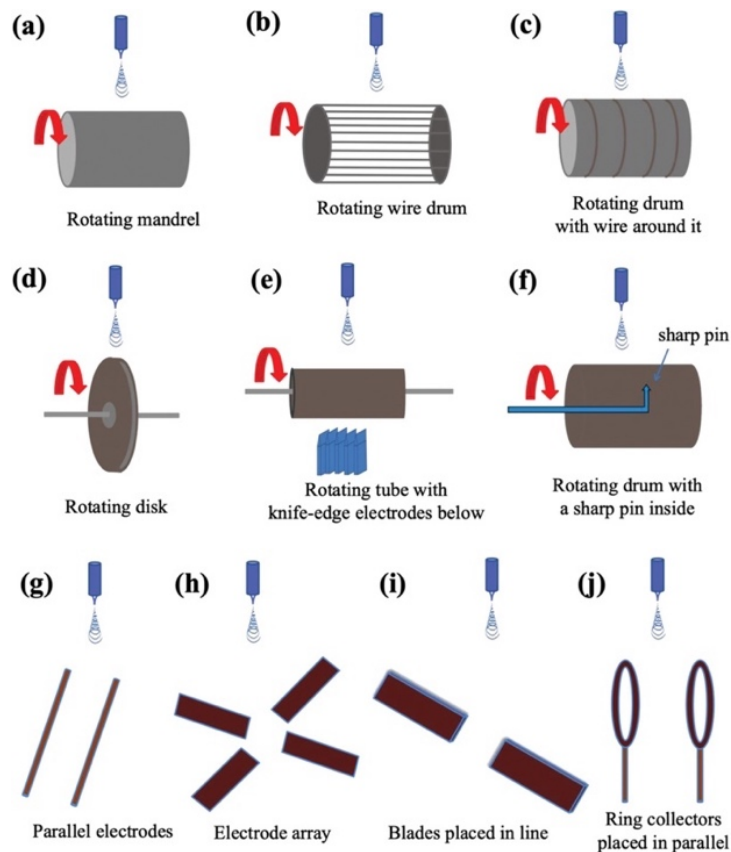 (a)
(b)
(c)
Rotating mandrel
Rotating wire drum
Rotating drum
with wire around it
(d)
(e)
(f)
sharp pin
Rotating disk
Rotating tube with
knife-edge electrodes below
Rotating drum with
a sharp pin inside
(g)
(h)
(i)
(j)
Parallel electrodes
Electrode array
Blades placed in line
Ring collectors
placed in parallel